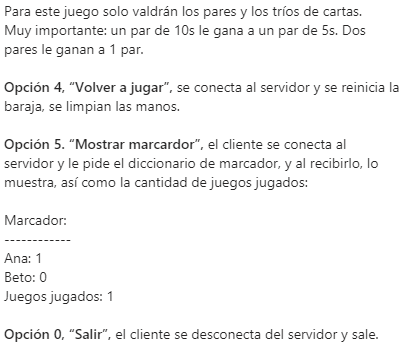 Para este juego solo valdrán los pares y los tríos de cartas.
Muy importante: un par de 10s le gana a un par de 5s. Dos
pares le ganan a 1 par.
Opción 4, “Volver a jugar”, se conecta al servidor y se reinicia la
baraja, se limpian las manos.
Opción 5. “Mostrar marcardor”, el cliente se conecta al
servidor y le pide el diccionario de marcador, y al recibirlo, lo
muestra, así como la cantidad de juegos jugados:
Marcador:
------------
Ana: 1
Beto: 0
Juegos jugados: 1
Opción 0, “Salir”, el cliente se desconecta del servidor y sale.